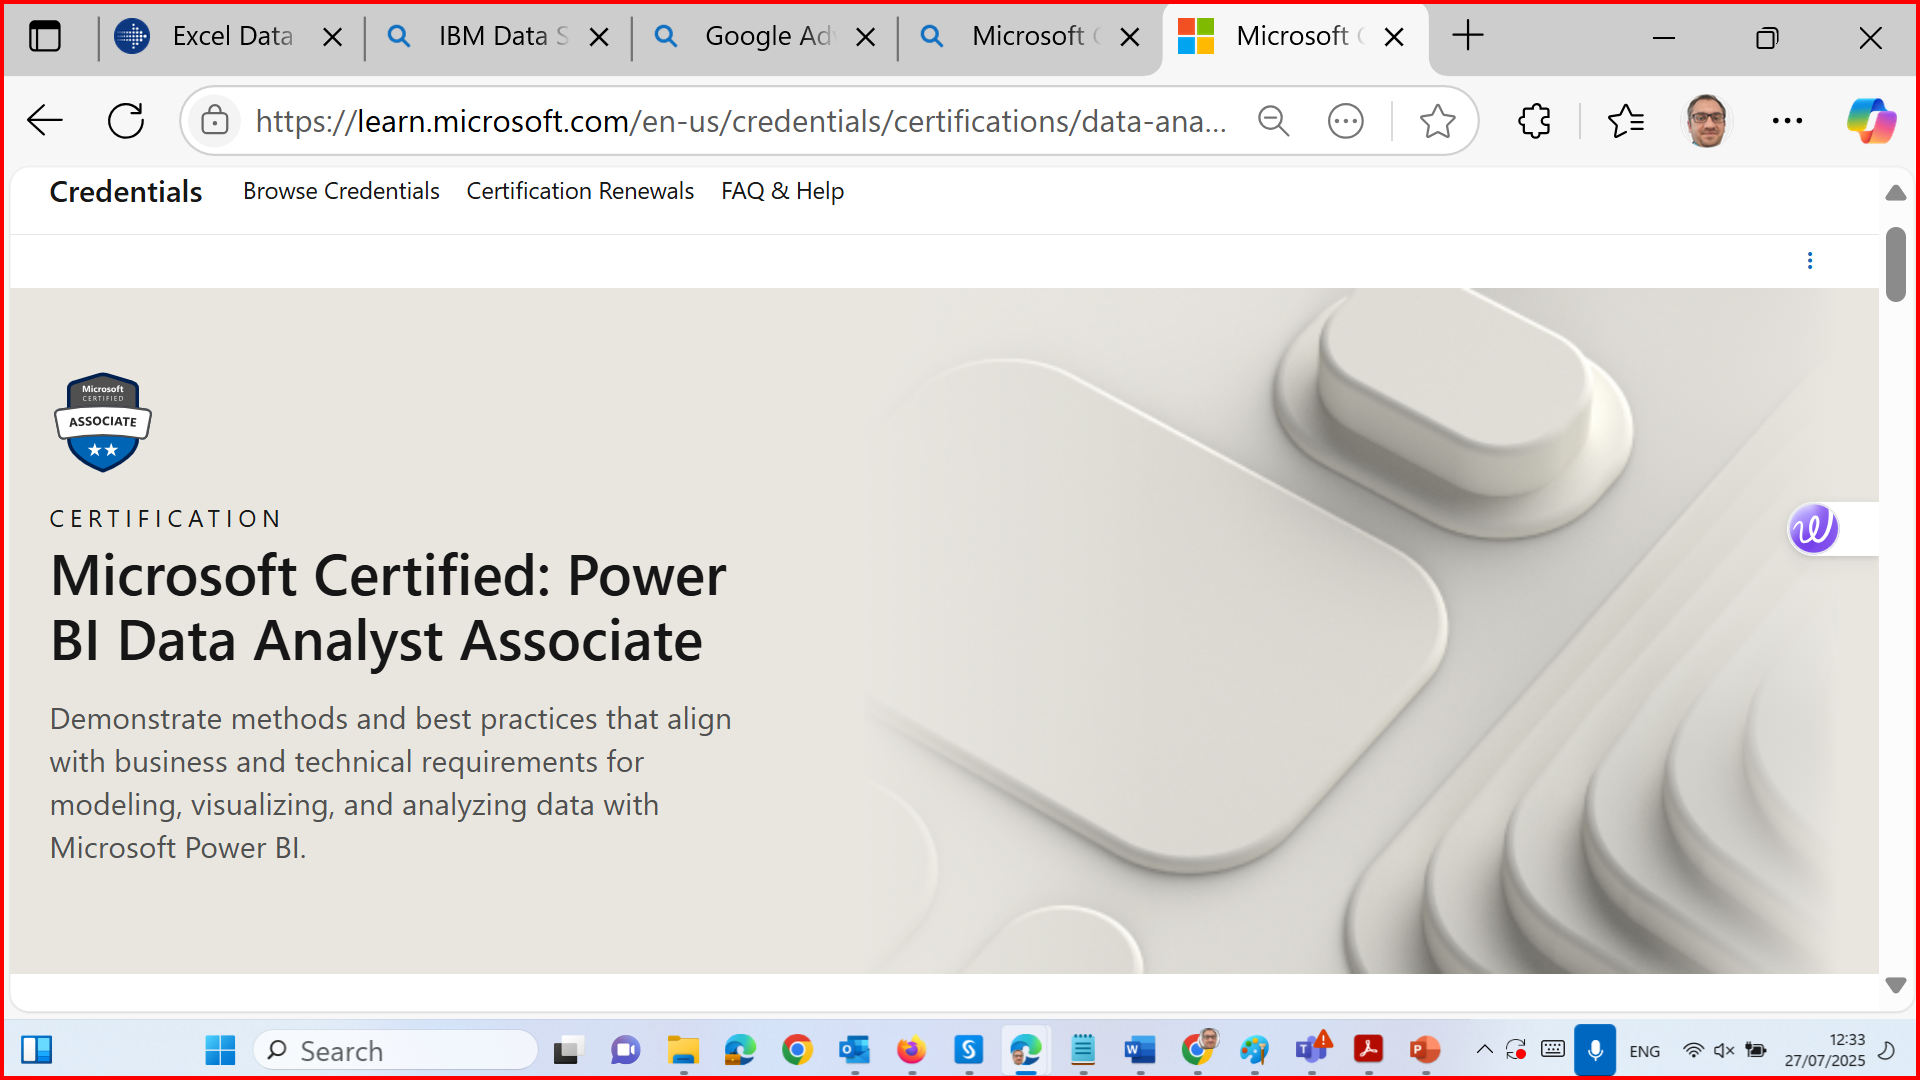 Excel Data
IBM Data S
Google Adv
Microsoft C
Microsoft C
https://learn.microsoft.com/en-us/credentials/certifications/data-ana...
Credentials
Browse Credentials
Certification Renewals
FAQ & Help
Microsoft
CERTIFIED
ASSOCIATE
CERTIFICATION
Microsoft Certified: Power
BI Data Analyst Associate
Demonstrate methods and best practices that align
with business and technical requirements for
modeling, visualizing, and analyzing data with
Microsoft Power BI.
Search
ENG
12:33
27/07/2025